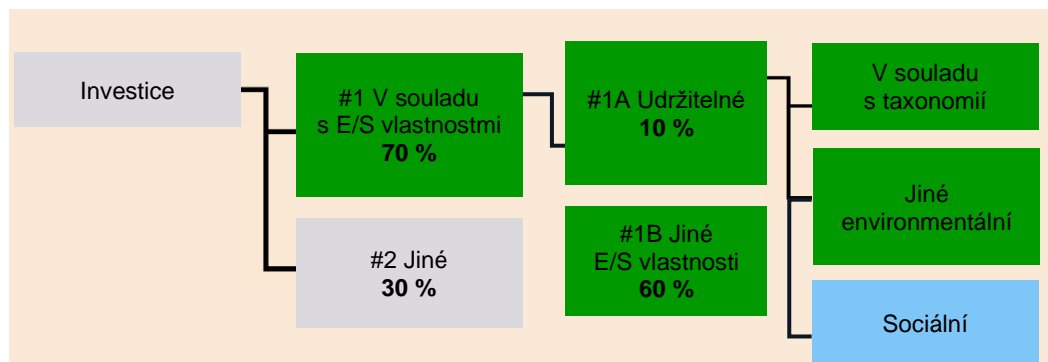 Investice
#1 V souladu
s E/S vlastnostmi
70 %
#2 Jiné
30 %
#1A Udržitelné
10 %
#1B Jiné
E/S vlastnosti
60 %
V souladu
s taxonomií
Jiné
environmentální
Sociální